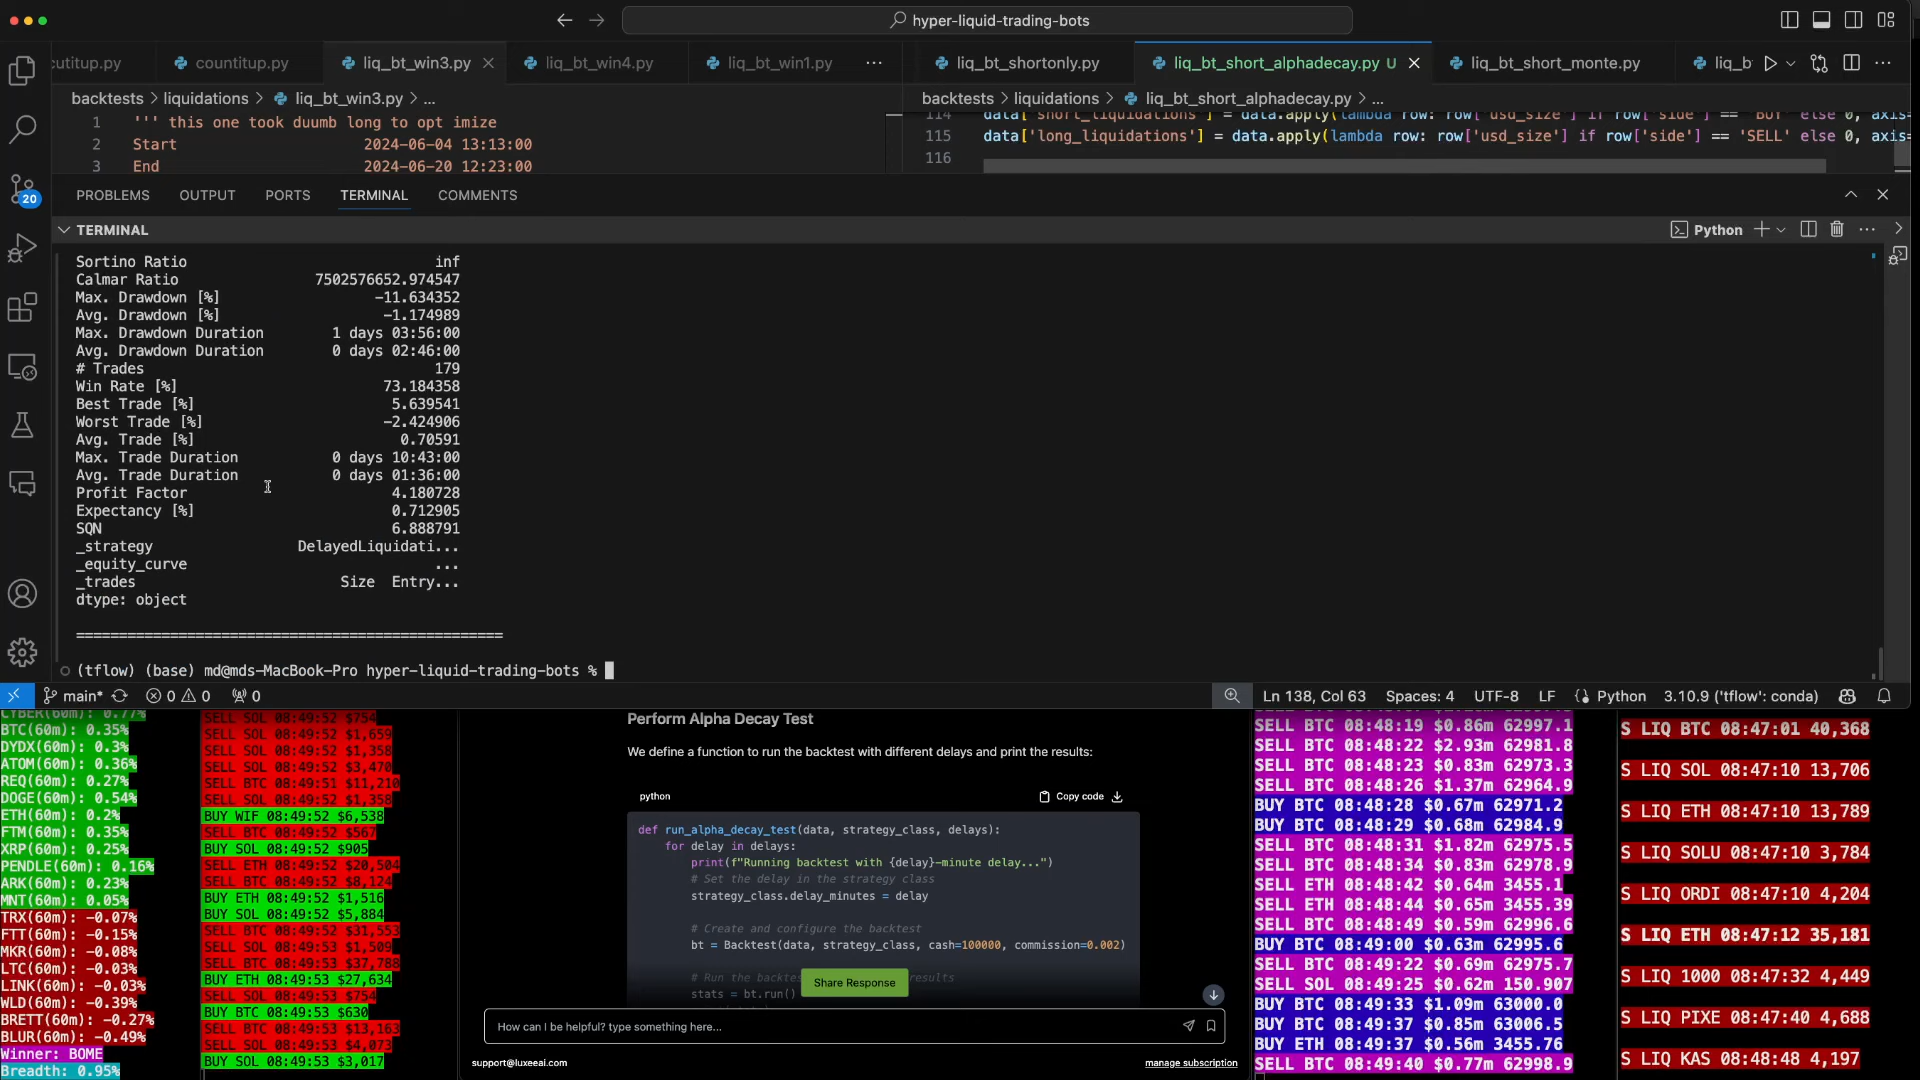 hyper-liquid-trading-bots
cutitup.py
countitup.py
liq_bt_win3.py
liq_bt_win4.py
liq_bt_win1.py
liq_bt_shortonly.py
liq_bt_short_alphadecay.py U
liq_bt_short_monte.py
liq_b
backtests > liquidations > liq_bt_win3.py > ...
1 ''' this one took duumb long to opt imize
2 Start 2024-06-04 13:13:00
3 End 2024-06-20 12:23:00
backtests > liquidations > liq_bt_short_alphadecay.py > ...
114 data['short_liquidations'] = data.apply(lambda row: row['usd_size'] if row['side'] == 'BUY' else 0, axis=
115 data['long_liquidations'] = data.apply(lambda row: row['usd_size'] if row['side'] == 'SELL' else 0, axis=
116
20
PROBLEMS OUTPUT PORTS TERMINAL COMMENTS
TERMINAL
Python
Sortino Ratio inf
Calmar Ratio 7502576652.974547
Max. Drawdown [%] -11.634352
Avg. Drawdown [%] -1.174989
Max. Drawdown Duration 1 days 03:56:00
Avg. Drawdown Duration 0 days 02:46:00
# Trades 179
Win Rate [%] 73.184358
Best Trade [%] 5.639541
Worst Trade [%] -2.424906
Avg. Trade [%] 0.70591
Max. Trade Duration 0 days 10:43:00
Avg. Trade Duration 0 days 01:36:00
Profit Factor 4.180728
Expectancy [%] 0.712905
SQN 6.888791
_strategy DelayedLiquidati...
_equity_curve ...
_trades Size Entry...
dtype: object
==================================================
(tflow) (base) md@mds-MacBook-Pro hyper-liquid-trading-bots %
main* 0 0 0
Ln 138, Col 63 Spaces: 4 UTF-8 LF Python 3.10.9 ('tflow': conda)
CYBER(60m): 0.77%
BTC(60m): 0.35%
DYDX(60m): 0.3%
ATOM(60m): 0.36%
REQ(60m): 0.27%
DOGE(60m): 0.54%
ETH(60m): 0.2%
FTM(60m): 0.35%
XRP(60m): 0.25%
PENDLE(60m): 0.16%
ARK(60m): 0.23%
MNT(60m): 0.05%
TRX(60m): -0.07%
FTT(60m): -0.15%
MKR(60m): -0.08%
LTC(60m): -0.03%
LINK(60m): -0.03%
WLD(60m): -0.39%
BRETT(60m): -0.27%
BLUR(60m): -0.49%
Winner: BOME
Breadth: 0.95%
SELL SOL 08:49:52 $754
SELL SOL 08:49:52 $1,659
SELL SOL 08:49:52 $1,358
SELL SOL 08:49:52 $3,470
SELL BTC 08:49:51 $11,210
SELL SOL 08:49:52 $1,358
BUY WIF 08:49:52 $6,538
SELL BTC 08:49:52 $567
BUY SOL 08:49:52 $905
SELL ETH 08:49:52 $20,504
SELL BTC 08:49:52 $8,124
BUY ETH 08:49:52 $1,516
BUY SOL 08:49:52 $5,884
SELL BTC 08:49:52 $31,553
SELL SOL 08:49:53 $1,509
SELL BTC 08:49:53 $37,788
BUY ETH 08:49:53 $27,634
SELL SOL 08:49:53 $754
BUY BTC 08:49:53 $630
SELL BTC 08:49:53 $13,163
SELL SOL 08:49:53 $4,073
BUY SOL 08:49:53 $3,017
Perform Alpha Decay Test
We define a function to run the backtest with different delays and print the results:
python
Copy code
def run_alpha_decay_test(data, strategy_class, delays):
for delay in delays:
print(f"Running backtest with {delay}-minute delay...")
# Set the delay in the strategy class
strategy_class.delay_minutes = delay
# Create and configure the backtest
bt = Backtest(data, strategy_class, cash=100000, commission=0.002)
# Run the backtes results
stats = bt.run()
Share Response
How can I be helpful? type something here...
support@luxeeai.com
manage subscription
SELL BTC 08:48:19 $0.86m 62997.1
SELL BTC 08:48:22 $2.93m 62981.8
SELL BTC 08:48:23 $0.83m 62973.3
SELL BTC 08:48:26 $1.37m 62964.9
BUY BTC 08:48:28 $0.67m 62971.2
BUY BTC 08:48:29 $0.68m 62984.9
SELL BTC 08:48:31 $1.82m 62975.5
SELL BTC 08:48:34 $0.83m 62978.9
SELL ETH 08:48:42 $0.64m 3455.1
SELL ETH 08:48:44 $0.65m 3455.39
SELL BTC 08:48:49 $0.59m 62996.6
BUY BTC 08:49:00 $0.63m 62995.6
SELL BTC 08:49:22 $0.69m 62975.7
SELL SOL 08:49:25 $0.62m 150.907
BUY BTC 08:49:33 $1.09m 63000.0
BUY BTC 08:49:37 $0.85m 63006.5
BUY ETH 08:49:37 $0.56m 3455.76
SELL BTC 08:49:40 $0.77m 62998.9
S LIQ BTC 08:47:01 40,368
S LIQ SOL 08:47:10 13,706
S LIQ ETH 08:47:10 13,789
S LIQ SOLU 08:47:10 3,784
S LIQ ORDI 08:47:10 4,204
S LIQ ETH 08:47:12 35,181
S LIQ 1000 08:47:32 4,449
S LIQ PIXE 08:47:40 4,688
S LIQ KAS 08:48:48 4,197